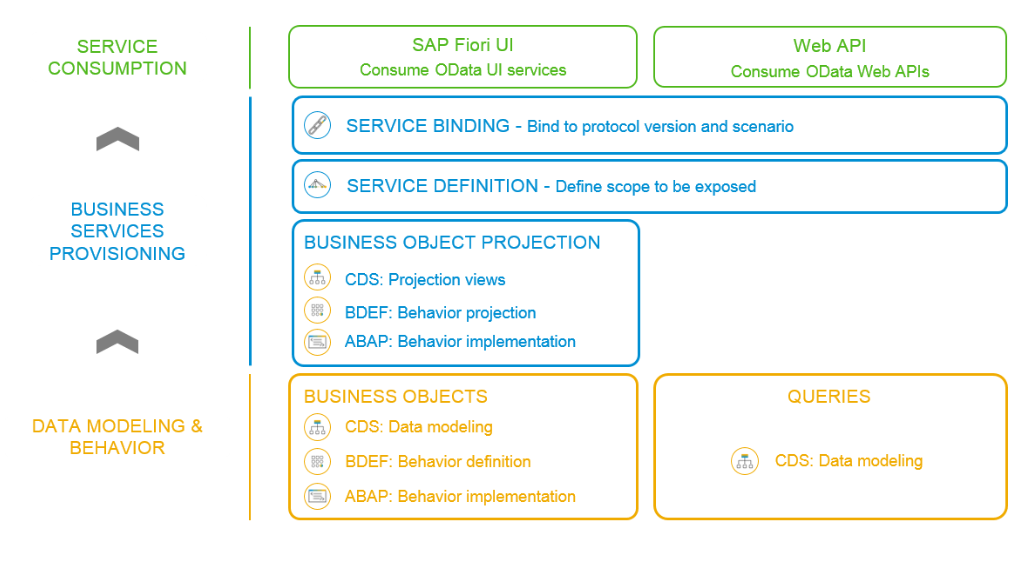 SERVICE
CONSUMPTION
SAP Fiori UI
Consume OData UI services
Web API
Consume OData Web APIs
SERVICE BINDING - Bind to protocol version and scenario
SERVICE DEFINITION - Define scope to be exposed
BUSINESS
SERVICES
PROVISIONING
BUSINESS OBJECT PROJECTION
CDS: Projection views
BDEF: Behavior projection
ABAP: Behavior implementation
DATA MODELING &
BEHAVIOR
BUSINESS OBJECTS
CDS: Data modeling
BDEF: Behavior definition
ABAP: Behavior implementation
QUERIES
CDS: Data modeling